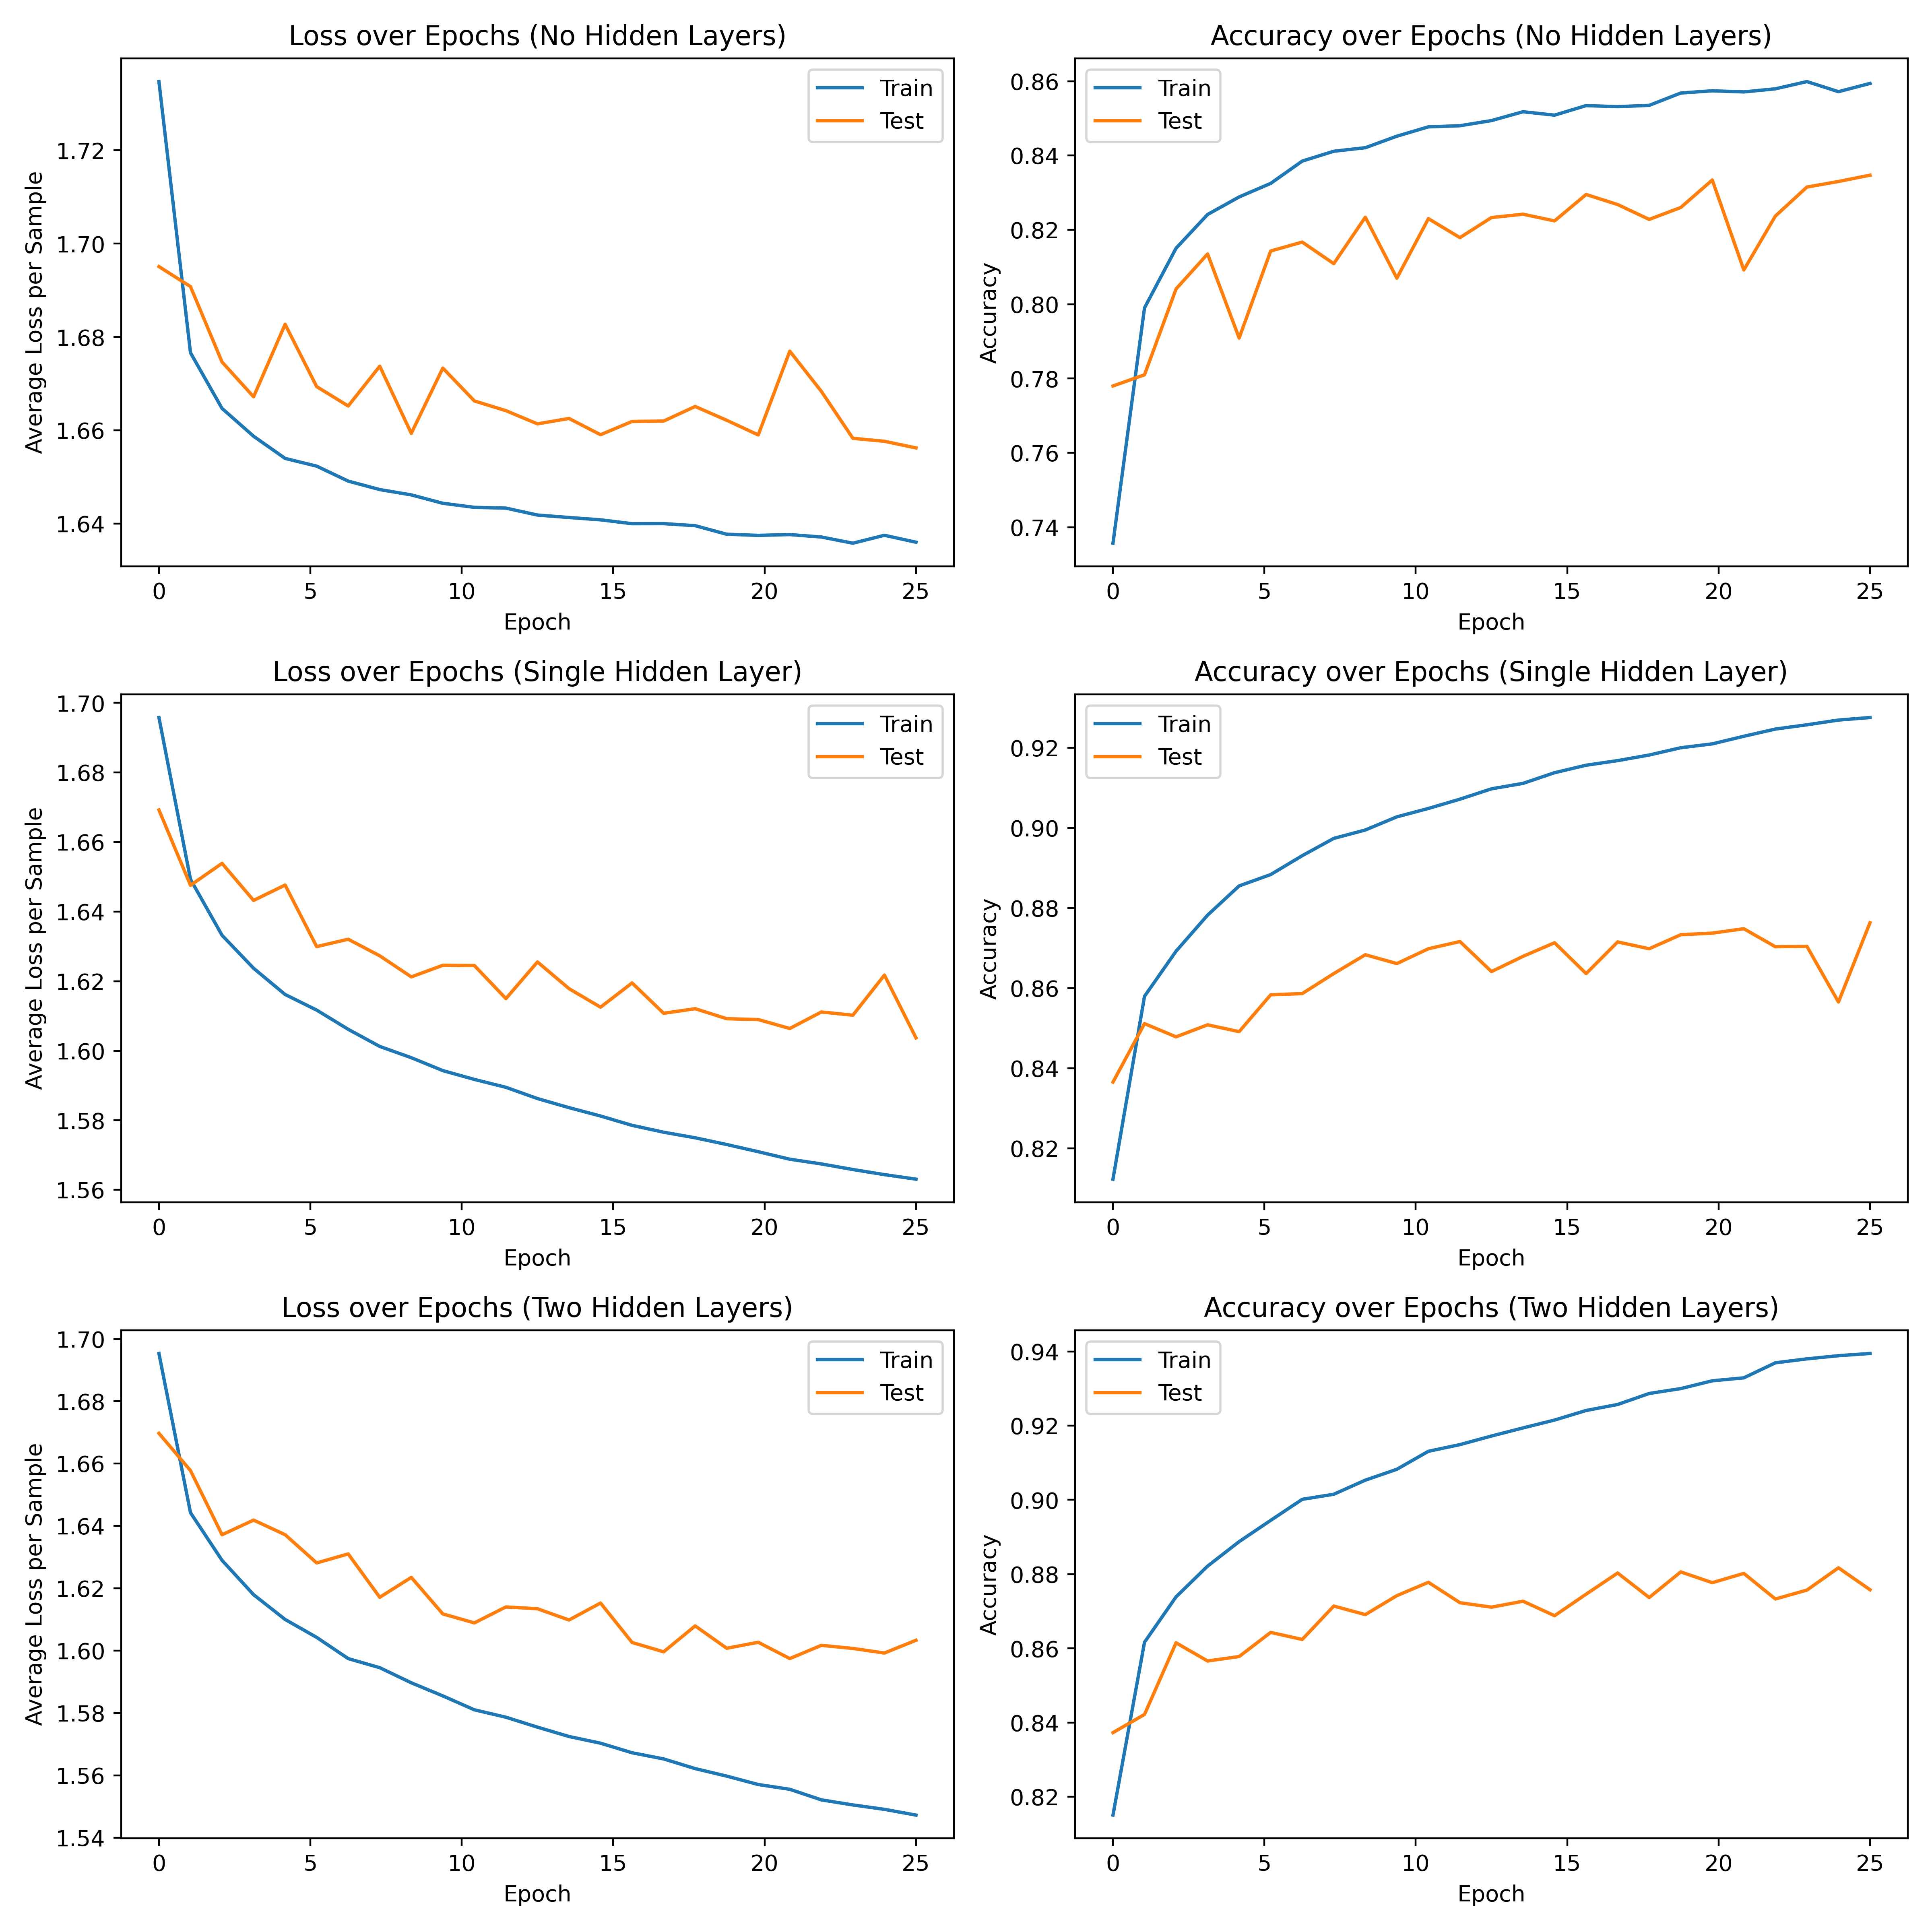 Loss over Epochs (No Hidden Layers)
Train
Test
Average Loss per Sample
1.72
1.70
1.68
1.66
1.64
0 5 10 15 20 25
Epoch
Accuracy over Epochs (No Hidden Layers)
Train
Test
Accuracy
0.86
0.84
0.82
0.80
0.78
0.76
0.74
0 5 10 15 20 25
Epoch
Loss over Epochs (Single Hidden Layer)
Train
Test
Average Loss per Sample
1.70
1.68
1.66
1.64
1.62
1.60
1.58
1.56
0 5 10 15 20 25
Epoch
Accuracy over Epochs (Single Hidden Layer)
Train
Test
Accuracy
0.92
0.90
0.88
0.86
0.84
0.82
0 5 10 15 20 25
Epoch
Loss over Epochs (Two Hidden Layers)
Train
Test
Average Loss per Sample
1.70
1.68
1.66
1.64
1.62
1.60
1.58
1.56
1.54
0 5 10 15 20 25
Epoch
Accuracy over Epochs (Two Hidden Layers)
Train
Test
Accuracy
0.94
0.92
0.90
0.88
0.86
0.84
0.82
0 5 10 15 20 25
Epoch